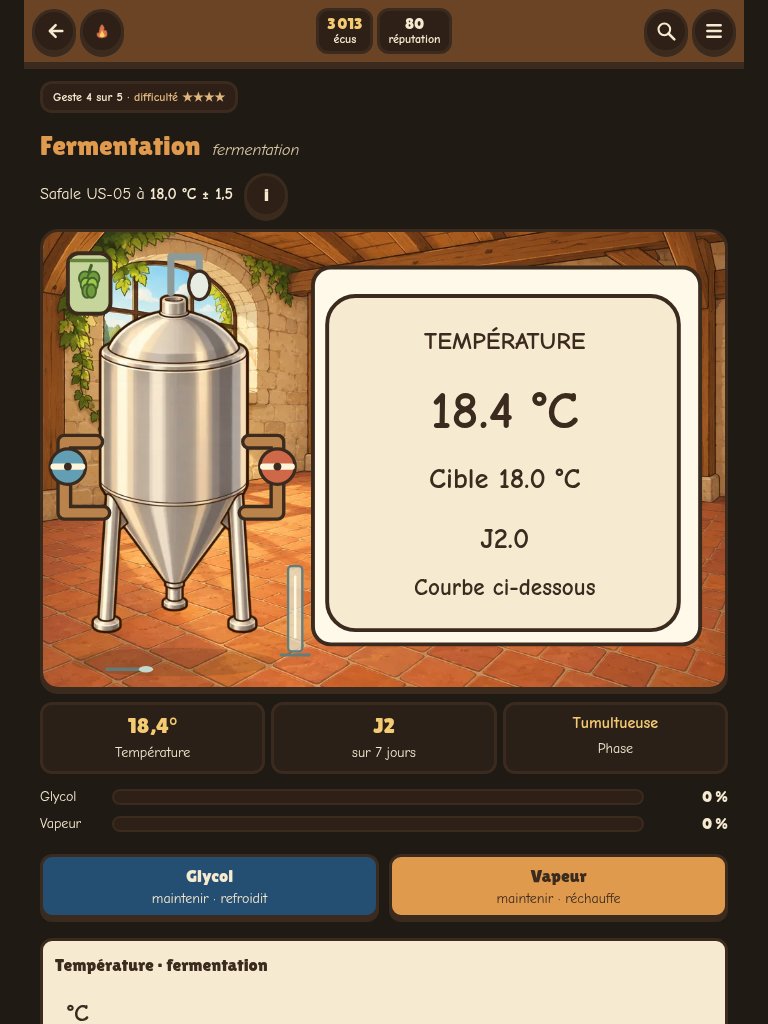 3 013
écus
80
réputation
Geste 4 sur 5 · difficulté ★★★★
Fermentation fermentation
Safale US-05 à 18,0 °C ± 1,5 i
TEMPÉRATURE
18.4 °C
Cible 18.0 °C
J2.0
Courbe ci-dessous
18,4°
Température
J2
sur 7 jours
Tumultueuse
Phase
Glycol 0 %
Vapeur 0 %
Glycol
maintenir · refroidit
Vapeur
maintenir · réchauffe
Température · fermentation
°C